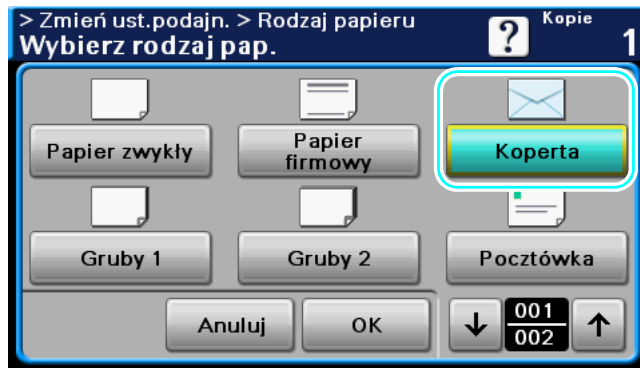 > Zmień ust.podajn. > Rodzaj papieru
Kopie
Wybierz rodzaj pap.
?
1
Papier zwykły
Papier
firmowy
Koperta
Gruby 1
Gruby 2
Pocztówka
Anuluj
OK
↓
001
002
↑